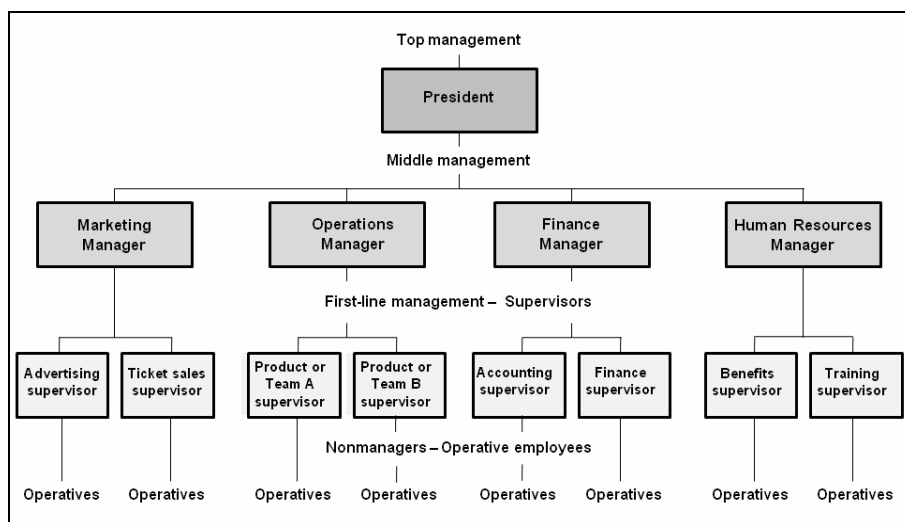 Top management
President
Middle management
Marketing
Manager
Operations
Manager
Finance
Manager
Human Resources
Manager
First-line management – Supervisors
Advertising
supervisor
Ticket sales
supervisor
Product or
Team A
supervisor
Product or
Team B
supervisor
Accounting
supervisor
Finance
supervisor
Benefits
supervisor
Training
supervisor
Nonmanagers – Operative employees
Operatives
Operatives
Operatives
Operatives
Operatives
Operatives
Operatives
Operatives